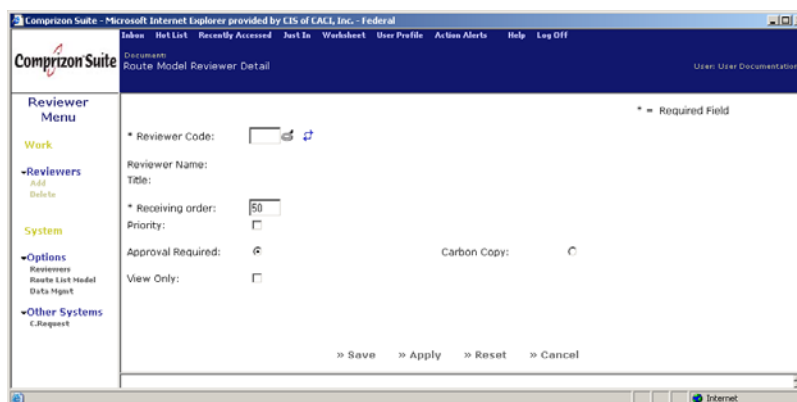 Comprizon Suite - Microsoft Internet Explorer provided by CIS of CACI, Inc. - Federal
Inbox Hot List Recently Accessed Just In Worksheet User Profile Action Alerts Help Log Off
Comprizon Suite
Document:
Route Model Reviewer Detail
User: User Documentation
Reviewer
Menu
* = Required Field
Work
* Reviewer Code:
Reviewers
Add
Delete
Reviewer Name:
Title:
* Receiving order: 50
Priority:
System
Approval Required:
Carbon Copy:
Options
Reviewers
Route List Model
Data Mgmt
View Only:
Other Systems
C.Request
» Save » Apply » Reset » Cancel
Internet